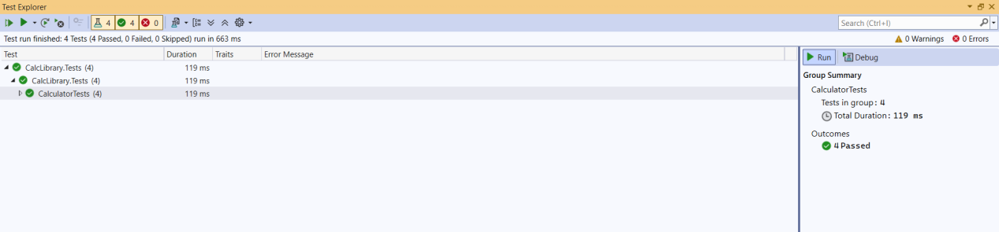 Test Explorer
4 4 0 Search (Ctrl+I)
Test run finished: 4 Tests (4 Passed, 0 Failed, 0 Skipped) run in 663 ms 0 Warnings 0 Errors
Test Duration Traits Error Message
CalcLibrary.Tests (4) 119 ms
CalcLibrary.Tests (4) 119 ms
CalculatorTests (4) 119 ms
Run Debug
Group Summary
CalculatorTests
Tests in group: 4
Total Duration: 119 ms
Outcomes
4 Passed